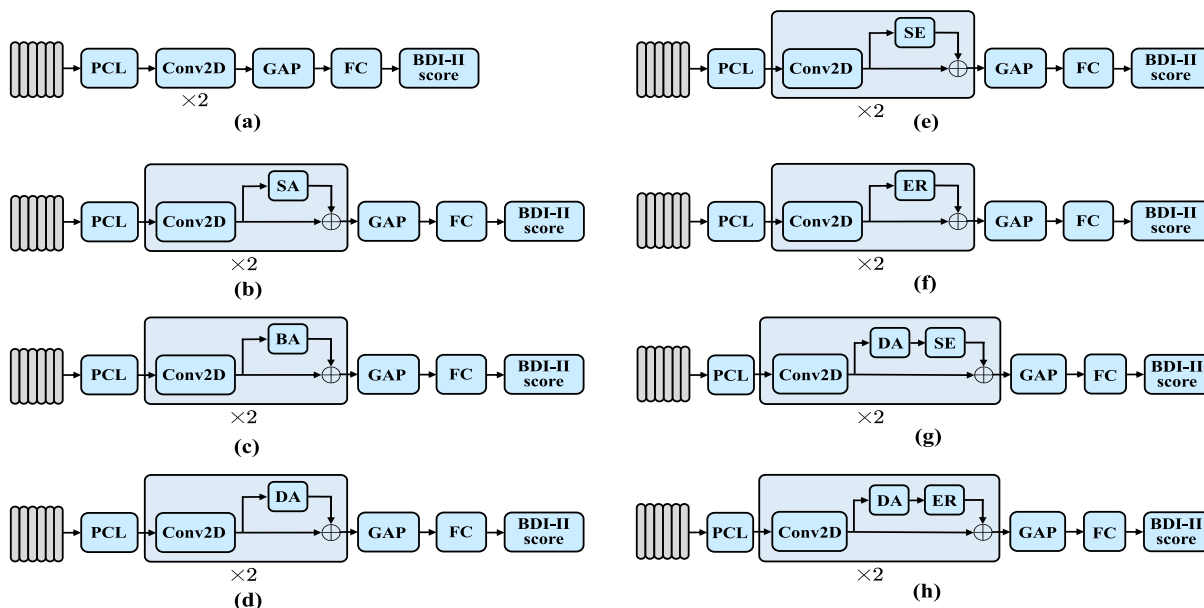 PCL Conv2D GAP FC BDI-II
score
×2
(a)
SA
PCL Conv2D GAP FC BDI-II
score
×2
(b)
BA
PCL Conv2D GAP FC BDI-II
score
×2
(c)
DA
PCL Conv2D GAP FC BDI-II
score
×2
(d)
SE
PCL Conv2D GAP FC BDI-II
score
×2
(e)
ER
PCL Conv2D GAP FC BDI-II
score
×2
(f)
DA SE
PCL Conv2D GAP FC BDI-II
score
×2
(g)
DA ER
PCL Conv2D GAP FC BDI-II
score
×2
(h)